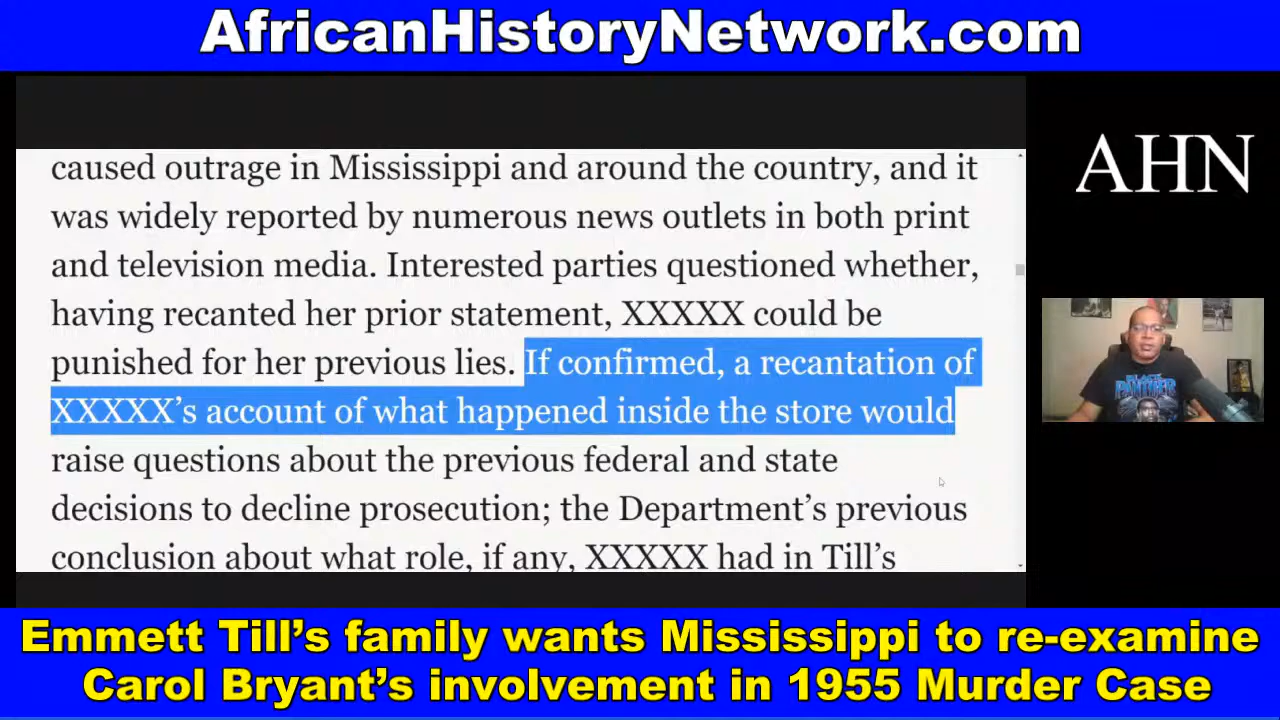 AfricanHistoryNetwork.com
caused outrage in Mississippi and around the country, and it
was widely reported by numerous news outlets in both print
and television media. Interested parties questioned whether,
having recanted her prior statement, XXXXX could be
punished for her previous lies. If confirmed, a recantation of
XXXXX’s account of what happened inside the store would
raise questions about the previous federal and state
decisions to decline prosecution; the Department’s previous
conclusion about what role, if any, XXXXX had in Till’s
AHN
BLACK
PANTHER
Emmett Till’s family wants Mississippi to re-examine
Carol Bryant’s involvement in 1955 Murder Case